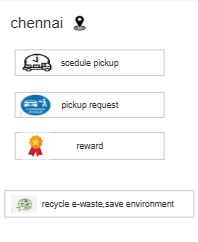 chennai
scedule pickup
pickup request
reward
recycle e-waste,save environment